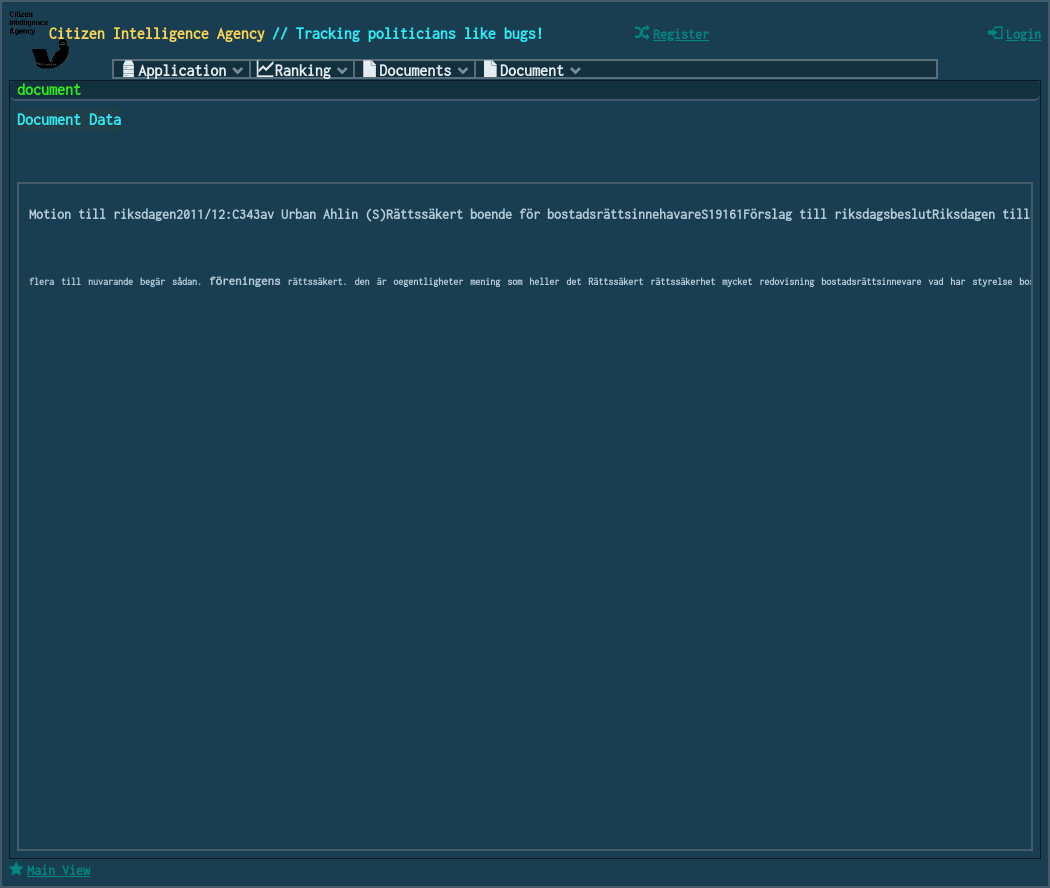 Citizen
Intelligence
Agency
Citizen Intelligence Agency // Tracking politicians like bugs!
Register
Login
Application
Ranking
Documents
Document
document
Document Data
Motion till riksdagen2011/12:C343av Urban Ahlin (S)Rättssäkert boende för bostadsrättsinnehavareS19161Förslag till riksdagsbeslutRiksdagen till
flera till nuvarande begär sådan. föreningens rättssäkert. den är oegentligheter mening som heller det Rättssäkert rättssäkerhet mycket redovisning bostadsrättsinnevare vad har styrelse bos
Main View